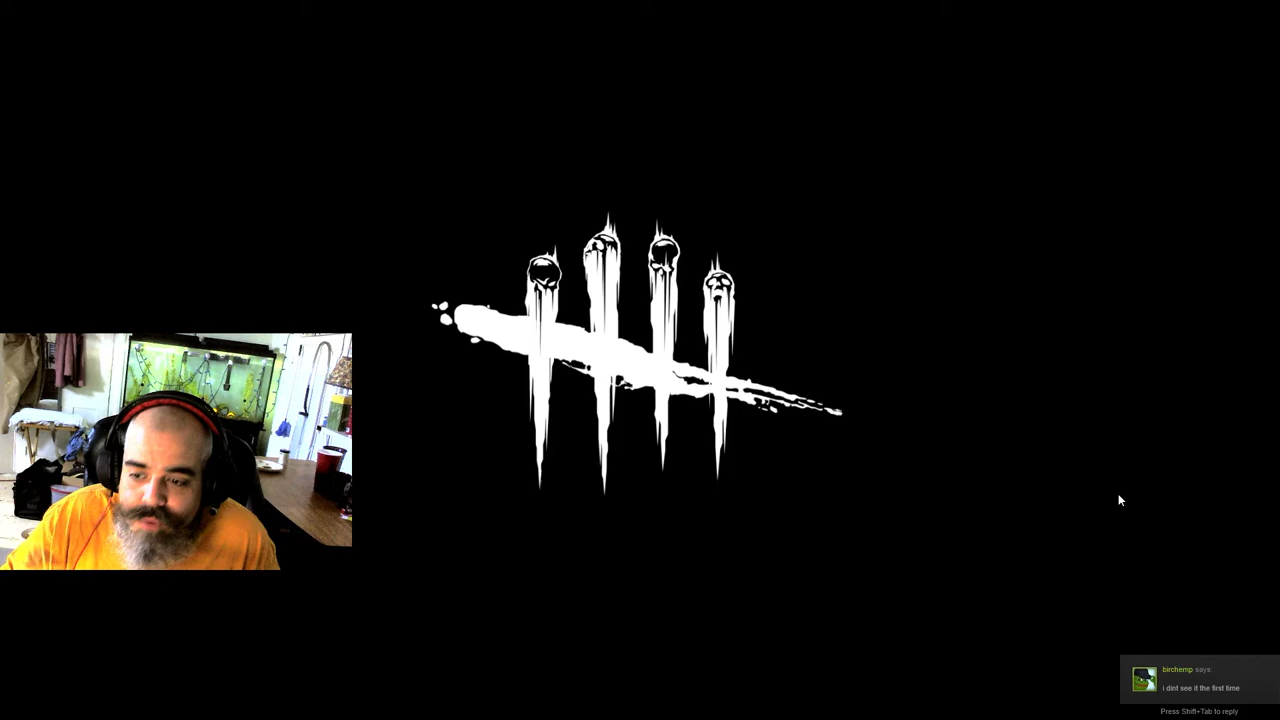 birchemp says:
i dint see it the first time
Press Shift+Tab to reply